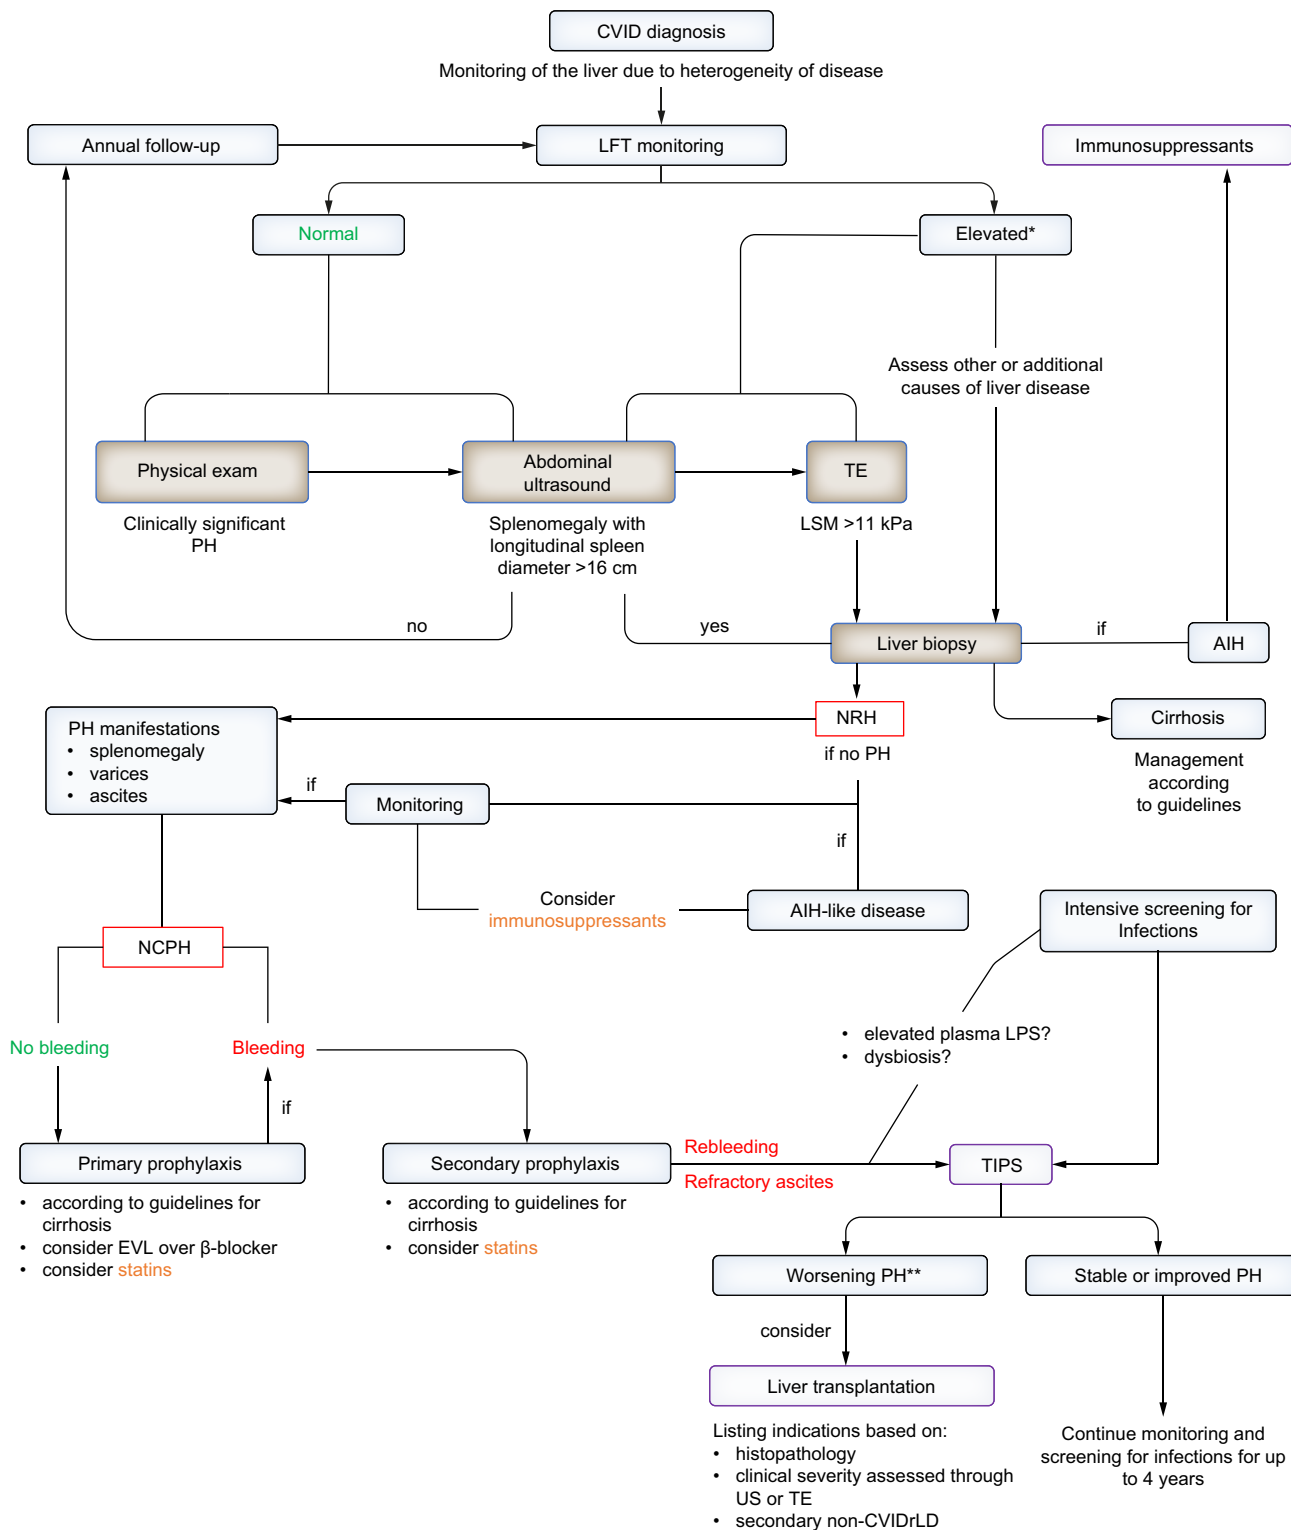 CVID diagnosis
Monitoring of the liver due to heterogeneity of disease
Annual follow-up
LFT monitoring
Immunosuppressants
Normal
Elevated*
Assess other or additional
causes of liver disease
Physical exam
Abdominal
ultrasound
TE
Clinically significant
PH
Splenomegaly with
longitudinal spleen
diameter >16 cm
LSM >11 kPa
no
yes
Liver biopsy
if
AIH
PH manifestations
• splenomegaly
• varices
• ascites
NRH
if no PH
Cirrhosis
Management
according
to guidelines
if
Monitoring
if
Consider
immunosuppressants
AIH-like disease
Intensive screening for
Infections
NCPH
• elevated plasma LPS?
• dysbiosis?
No bleeding
Bleeding
if
Primary prophylaxis
• according to guidelines for
cirrhosis
• consider EVL over β-blocker
• consider statins
Secondary prophylaxis
• according to guidelines for
cirrhosis
• consider statins
Rebleeding
Refractory ascites
TIPS
Worsening PH**
Stable or improved PH
consider
Liver transplantation
Listing indications based on:
• histopathology
• clinical severity assessed through
US or TE
• secondary non-CVIDrLD
Continue monitoring and
screening for infections for up
to 4 years